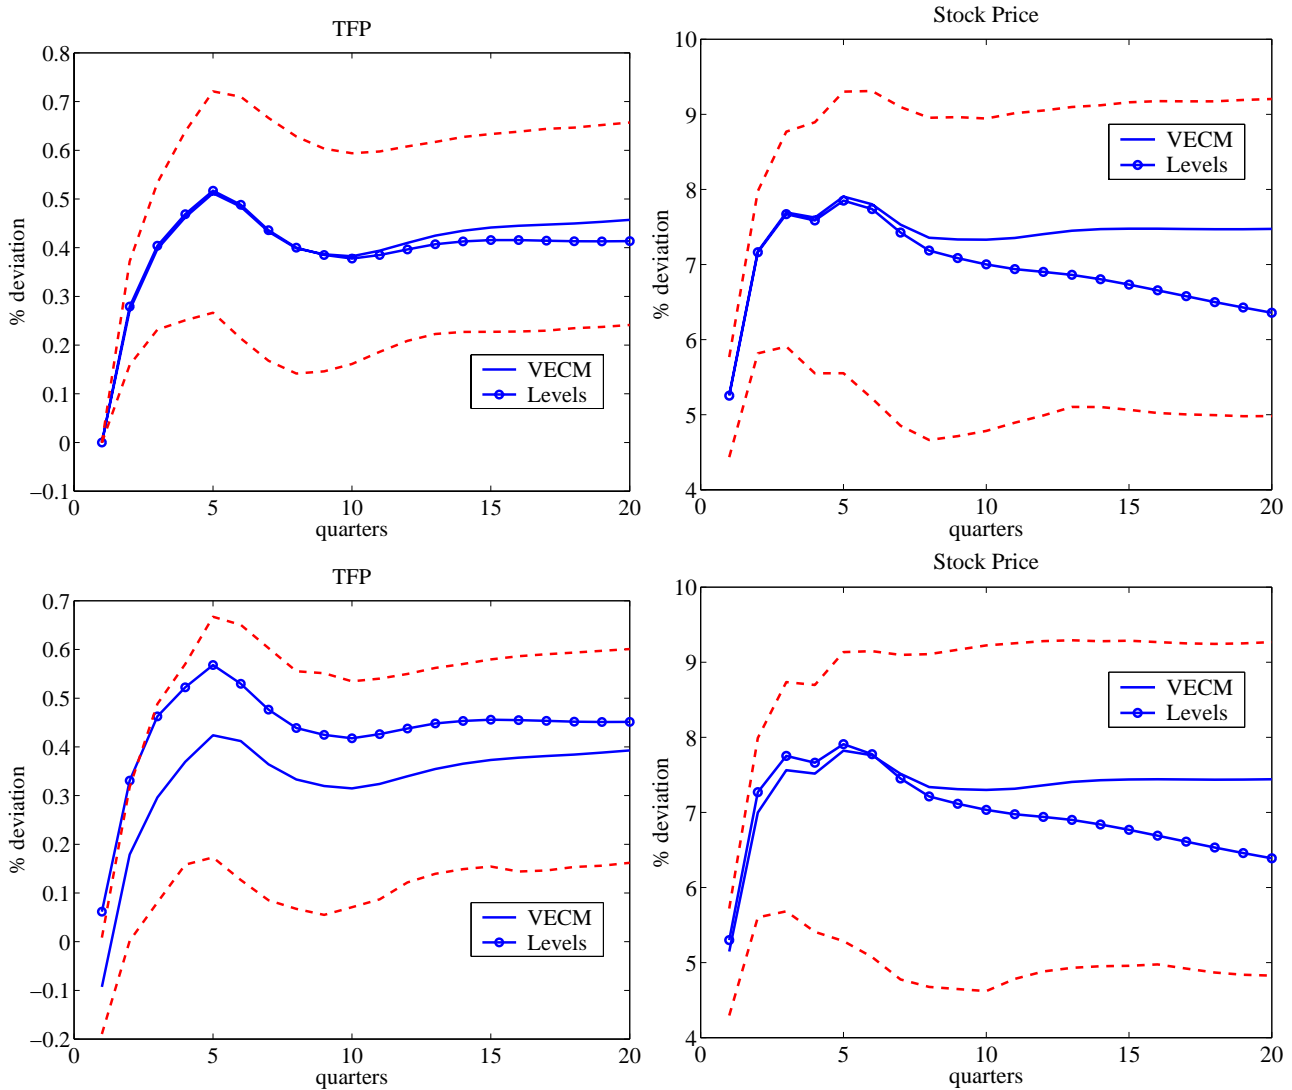 TFP
0.8
0.7
0.6
0.5
0.4
0.3
0.2
0.1
0
−0.1
% deviation
VECM
Levels
0 5 10 15 20
quarters
Stock Price
10
9
8
7
6
5
4
% deviation
VECM
Levels
0 5 10 15 20
quarters
TFP
0.7
0.6
0.5
0.4
0.3
0.2
0.1
0
−0.1
−0.2
% deviation
VECM
Levels
0 5 10 15 20
quarters
Stock Price
10
9
8
7
6
5
4
% deviation
VECM
Levels
0 5 10 15 20
quarters